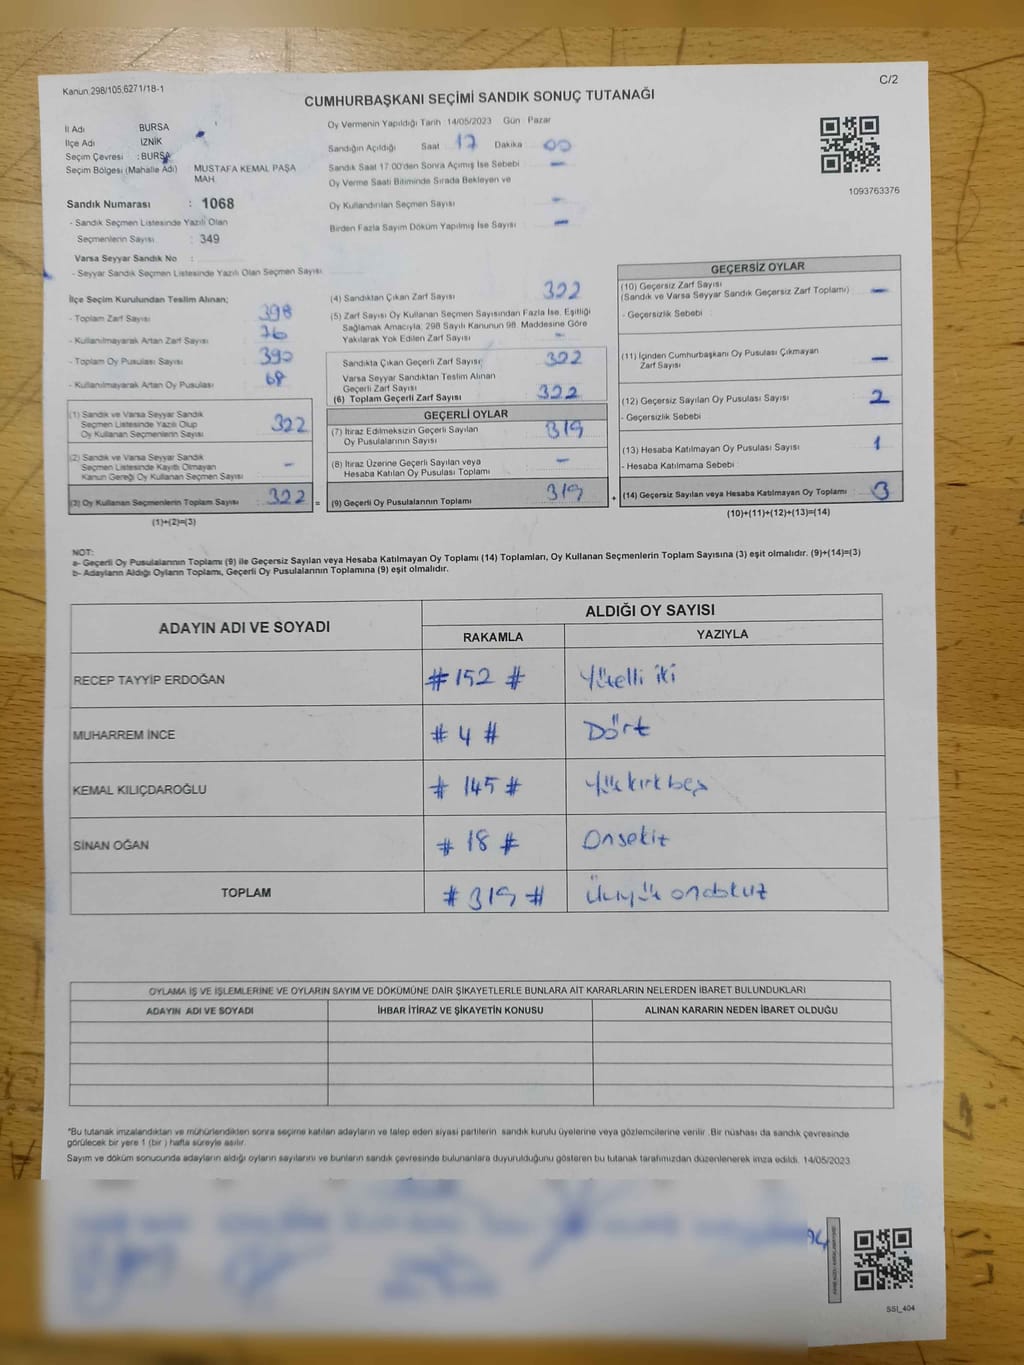 Kanun.298/105;6271/18-1
C/2
CUMHURBAŞKANI SEÇİMİ SANDIK SONUÇ TUTANAĞI
İl Adı BURSA
İlçe Adı İZNİK
Seçim Çevresi : BURSA
Seçim Bölgesi (Mahalle Adı) MUSTAFA KEMAL PAŞA
MAH.
Sandık Numarası : 1068
- Sandık Seçmen Listesinde Yazılı Olan
Seçmenlerin Sayısı : 349
Varsa Seyyar Sandık No :
- Seyyar Sandık Seçmen Listesinde Yazılı Olan Seçmen Sayısı:
Oy Vermenin Yapıldığı Tarih : 14/05/2023 Gün : Pazar
Sandığın Açıldığı Saat 17 Dakika 00
Sandık Saat 17:00'den Sonra Açılmış İse Sebebi —
Oy Verme Saati Bitiminde Sırada Bekleyen ve
Oy Kullandırılan Seçmen Sayısı —
Birden Fazla Sayım Döküm Yapılmış İse Sayısı —
1093763376
İlçe Seçim Kurulundan Teslim Alınan;
- Toplam Zarf Sayısı : 398
- Kullanılmayarak Artan Zarf Sayısı : 76
- Toplam Oy Pusulası Sayısı : 390
- Kullanılmayarak Artan Oy Pusulası : 68
(1) Sandık ve Varsa Seyyar Sandık
Seçmen Listesinde Yazılı Olup
Oy Kullanan Seçmenlerin Sayısı : 322
(2) Sandık ve Varsa Seyyar Sandık
Seçmen Listesinde Kayıtlı Olmayan
Kanun Gereği Oy Kullanan Seçmen Sayısı : —
(3) Oy Kullanan Seçmenlerin Toplam Sayısı : 322 =
(1)+(2)=(3)
(4) Sandıktan Çıkan Zarf Sayısı : 322
(5) Zarf Sayısı Oy Kullanan Seçmen Sayısından Fazla İse, Eşitliği
Sağlamak Amacıyla, 298 Sayılı Kanunun 98. Maddesine Göre
Yakılarak Yok Edilen Zarf Sayısı : —
Sandıkta Çıkan Geçerli Zarf Sayısı; : 322
Varsa Seyyar Sandıktan Teslim Alınan
Geçerli Zarf Sayısı :
(6) Toplam Geçerli Zarf Sayısı : 322
GEÇERLİ OYLAR
(7) İtiraz Edilmeksizin Geçerli Sayılan
Oy Pusulalarının Sayısı : 319
(8) İtiraz Üzerine Geçerli Sayılan veya
Hesaba Katılan Oy Pusulası Toplamı : —
(9) Geçerli Oy Pusulalarının Toplamı : 319 +
GEÇERSİZ OYLAR
(10) Geçersiz Zarf Sayısı
(Sandık ve Varsa Seyyar Sandık Geçersiz Zarf Toplamı) : —
- Geçersizlik Sebebi :
(11) İçinden Cumhurbaşkanı Oy Pusulası Çıkmayan
Zarf Sayısı : —
(12) Geçersiz Sayılan Oy Pusulası Sayısı : 2
- Geçersizlik Sebebi :
(13) Hesaba Katılmayan Oy Pusulası Sayısı : 1
- Hesaba Katılmama Sebebi :
(14) Geçersiz Sayılan veya Hesaba Katılmayan Oy Toplamı : 3
(10)+(11)+(12)+(13)=(14)
NOT:
a- Geçerli Oy Pusulalarının Toplamı (9) ile Geçersiz Sayılan veya Hesaba Katılmayan Oy Toplamı (14) Toplamları, Oy Kullanan Seçmenlerin Toplam Sayısına (3) eşit olmalıdır. (9)+(14)=(3)
b- Adayların Aldığı Oyların Toplamı, Geçerli Oy Pusulalarının Toplamına (9) eşit olmalıdır.
ADAYIN ADI VE SOYADI ALDIĞI OY SAYISI
RAKAMLA YAZIYLA
RECEP TAYYİP ERDOĞAN # 152 # Yüzelli iki
MUHARREM İNCE # 4 # Dört
KEMAL KILIÇDAROĞLU # 145 # Yüz kırk beş
SİNAN OĞAN # 18 # Onsekiz
TOPLAM # 319 # Üçyüz ondokuz
OYLAMA İŞ VE İŞLEMLERİNE VE OYLARIN SAYIM VE DÖKÜMÜNE DAİR ŞİKAYETLERLE BUNLARA AİT KARARLARIN NELERDEN İBARET BULUNDUKLARI
ADAYIN ADI VE SOYADI İHBAR İTİRAZ VE ŞİKAYETİN KONUSU ALINAN KARARIN NEDEN İBARET OLDUĞU
*Bu tutanak imzalandıktan ve mühürlendikten sonra seçime katılan adayların ve talep eden siyasi partilerin sandık kurulu üyelerine veya gözlemcilerine verilir. Bir nüshası da sandık çevresinde
görülecek bir yere 1 (bir ) hafta süreyle asılır.
Sayım ve döküm sonucunda adayların aldığı oyların sayılarını ve bunların sandık çevresinde bulunanlara duyurulduğunu gösteren bu tutanak tarafımızdan düzenlenerek imza edildi. 14/05/2023
SSI_404